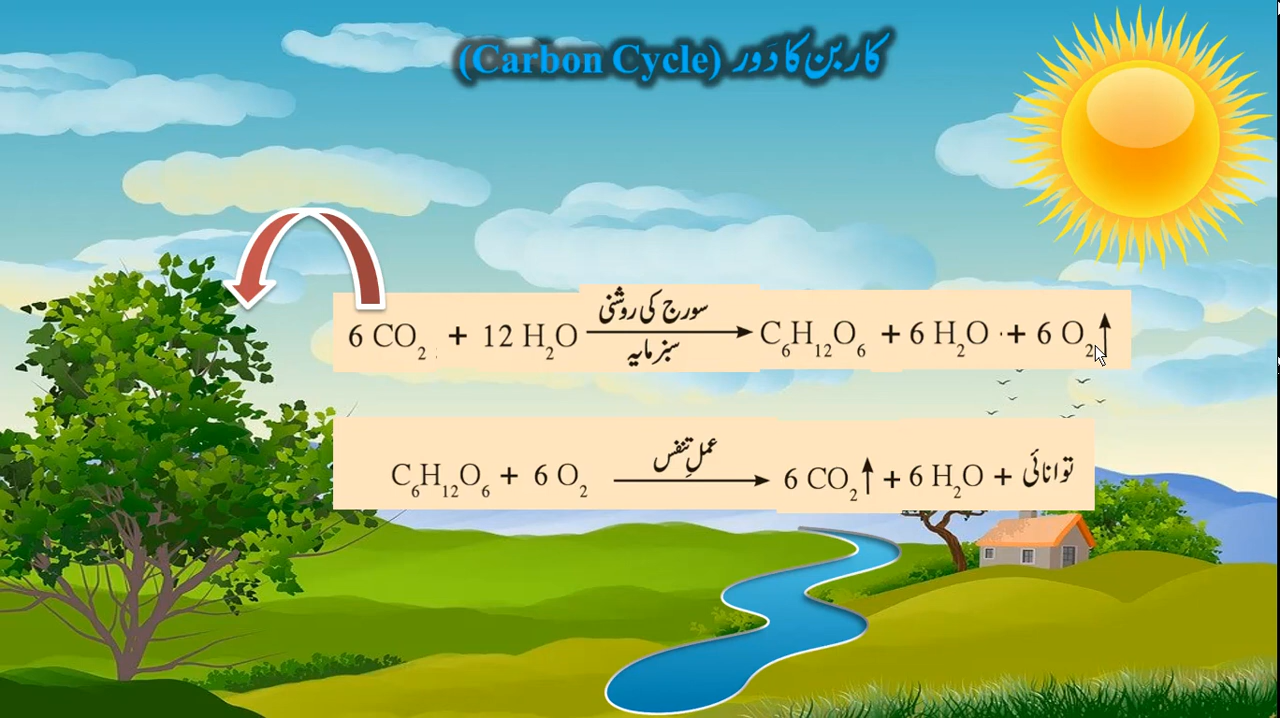 کاربن کا دَور (Carbon Cycle)
سورج کی روشنی
6 CO₂ + 12 H₂O ⟶ C₆H₁₂O₆ + 6 H₂O + 6 O₂↑
سبز مایہ
عملِ تنفس
C₆H₁₂O₆ + 6 O₂ ⟶ 6 CO₂↑ + 6 H₂O + توانائی